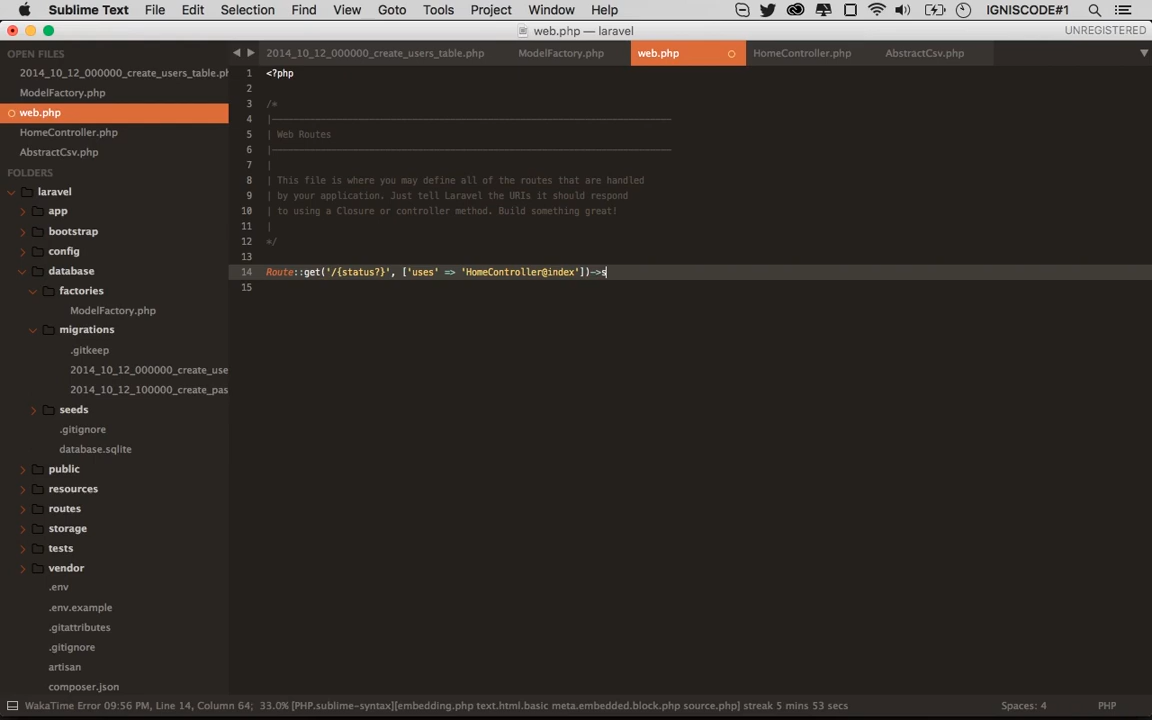 Sublime Text File Edit Selection Find View Goto Tools Project Window Help IGNISCODE#1
web.php — laravel UNREGISTERED
OPEN FILES
2014_10_12_000000_create_users_table.ph
ModelFactory.php
web.php
HomeController.php
AbstractCsv.php
FOLDERS
laravel
app
bootstrap
config
database
factories
ModelFactory.php
migrations
.gitkeep
2014_10_12_000000_create_use
2014_10_12_100000_create_pas
seeds
.gitignore
database.sqlite
public
resources
routes
storage
tests
vendor
.env
.env.example
.gitattributes
.gitignore
artisan
composer.json
2014_10_12_000000_create_users_table.php ModelFactory.php web.php HomeController.php AbstractCsv.php
1 <?php
2
3 /*
4 |--------------------------------------------------------------------------
5 | Web Routes
6 |--------------------------------------------------------------------------
7 |
8 | This file is where you may define all of the routes that are handled
9 | by your application. Just tell Laravel the URIs it should respond
10 | to using a Closure or controller method. Build something great!
11 |
12 */
13
14 Route::get('/{status?}', ['uses' => 'HomeController@index'])->s
15
WakaTime Error 09:56 PM, Line 14, Column 64; 33.0% [PHP.sublime-syntax][embedding.php text.html.basic meta.embedded.block.php source.php] streak 5 mins 53 secs Spaces: 4 PHP